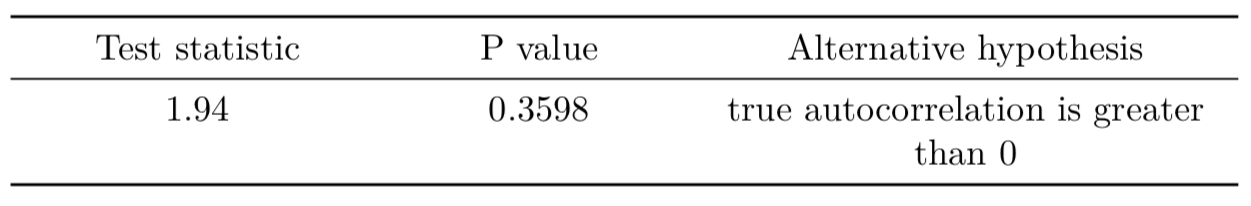 Test statistic P value Alternative hypothesis
1.94 0.3598 true autocorrelation is greater
than 0